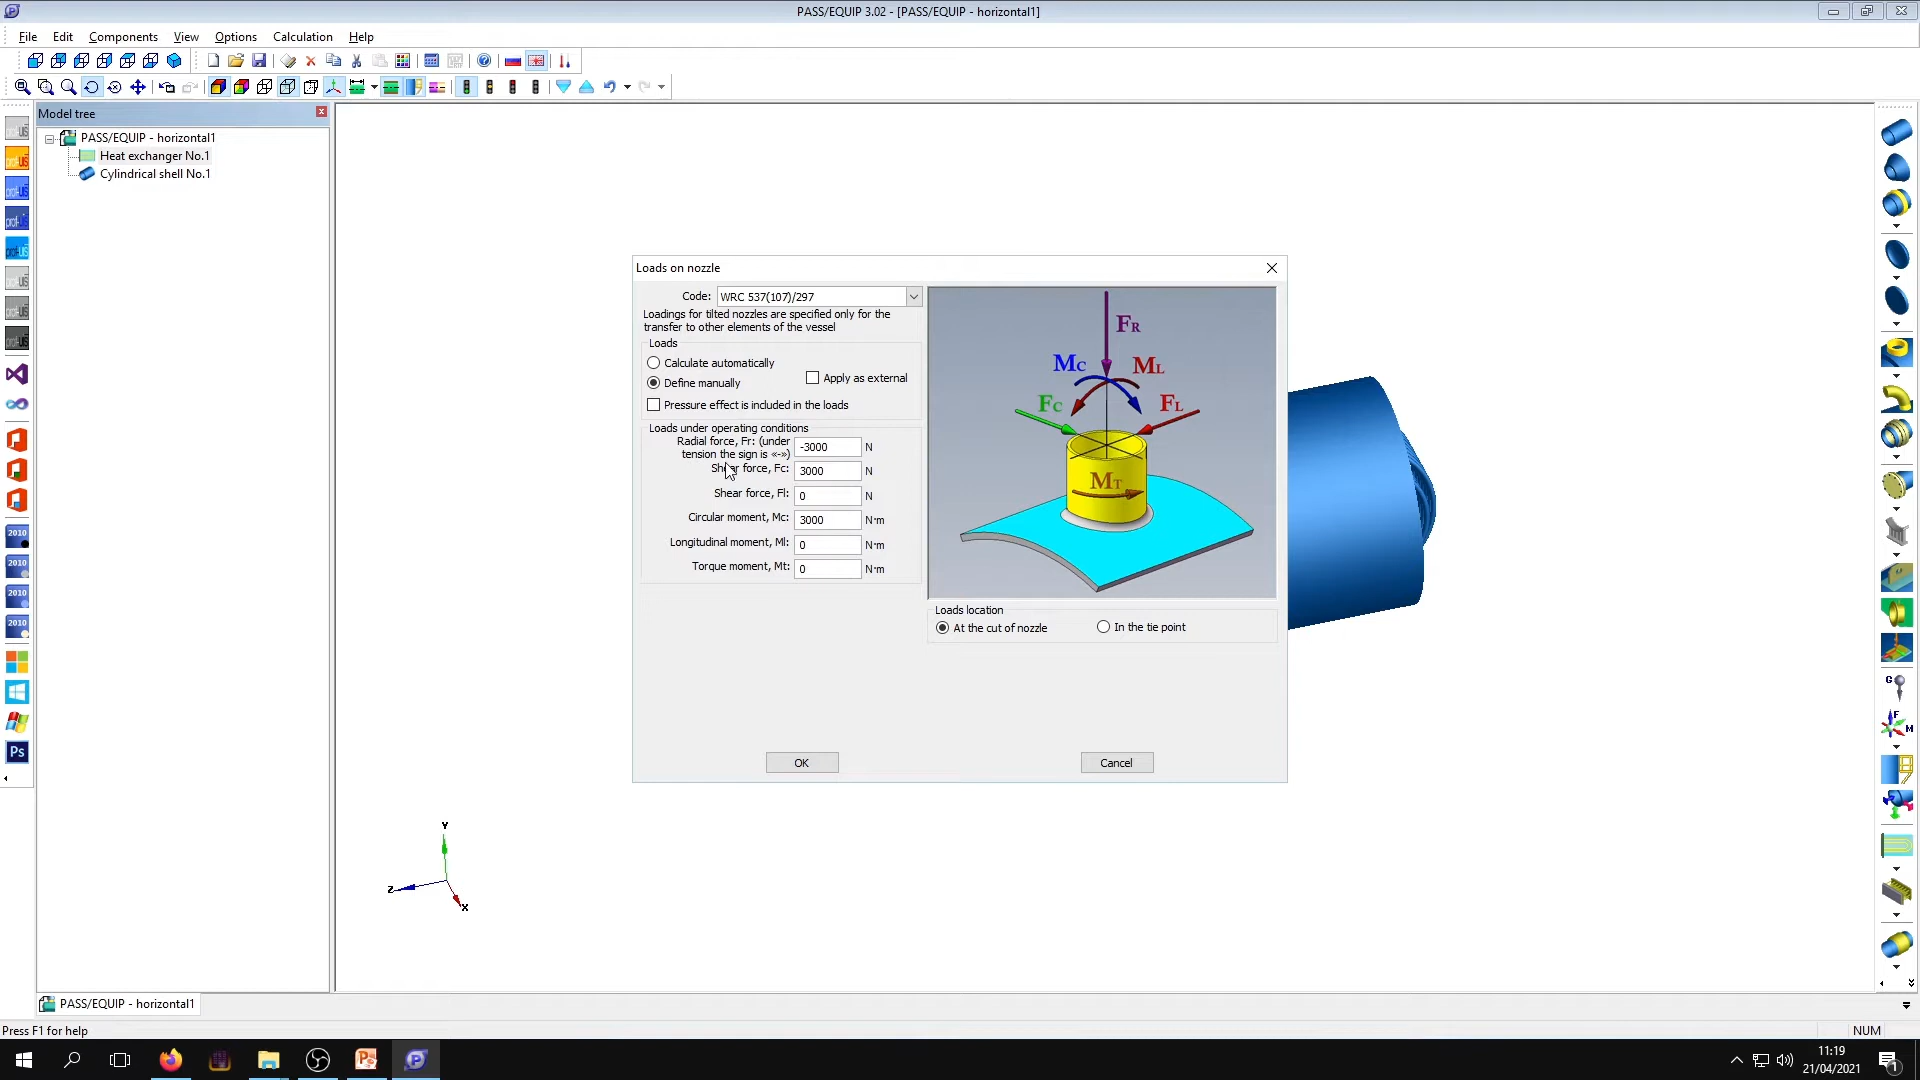 PASS/EQUIP 3.02 - [PASS/EQUIP - horizontal1]
File Edit Components View Options Calculation Help
Model tree
PASS/EQUIP - horizontal1
Heat exchanger No.1
Cylindrical shell No.1
Loads on nozzle
Code: WRC 537(107)/297
Loadings for tilted nozzles are specified only for the
transfer to other elements of the vessel
Loads
Calculate automatically
Define manually
Apply as external
Pressure effect is included in the loads
Loads under operating conditions
Radial force, Fr: (under
tension the sign is «-») -3000 N
Shear force, Fc: 3000 N
Shear force, Fl: 0 N
Circular moment, Mc: 3000 N·m
Longitudinal moment, Ml: 0 N·m
Torque moment, Mt: 0 N·m
FR
MC ML
FC FL
MT
Loads location
At the cut of nozzle In the tie point
OK Cancel
Y
Z
X
2010
2010
2010
2010
Ps
G
F
M
PASS/EQUIP - horizontal1
Press F1 for help
NUM
11:19
21/04/2021
1